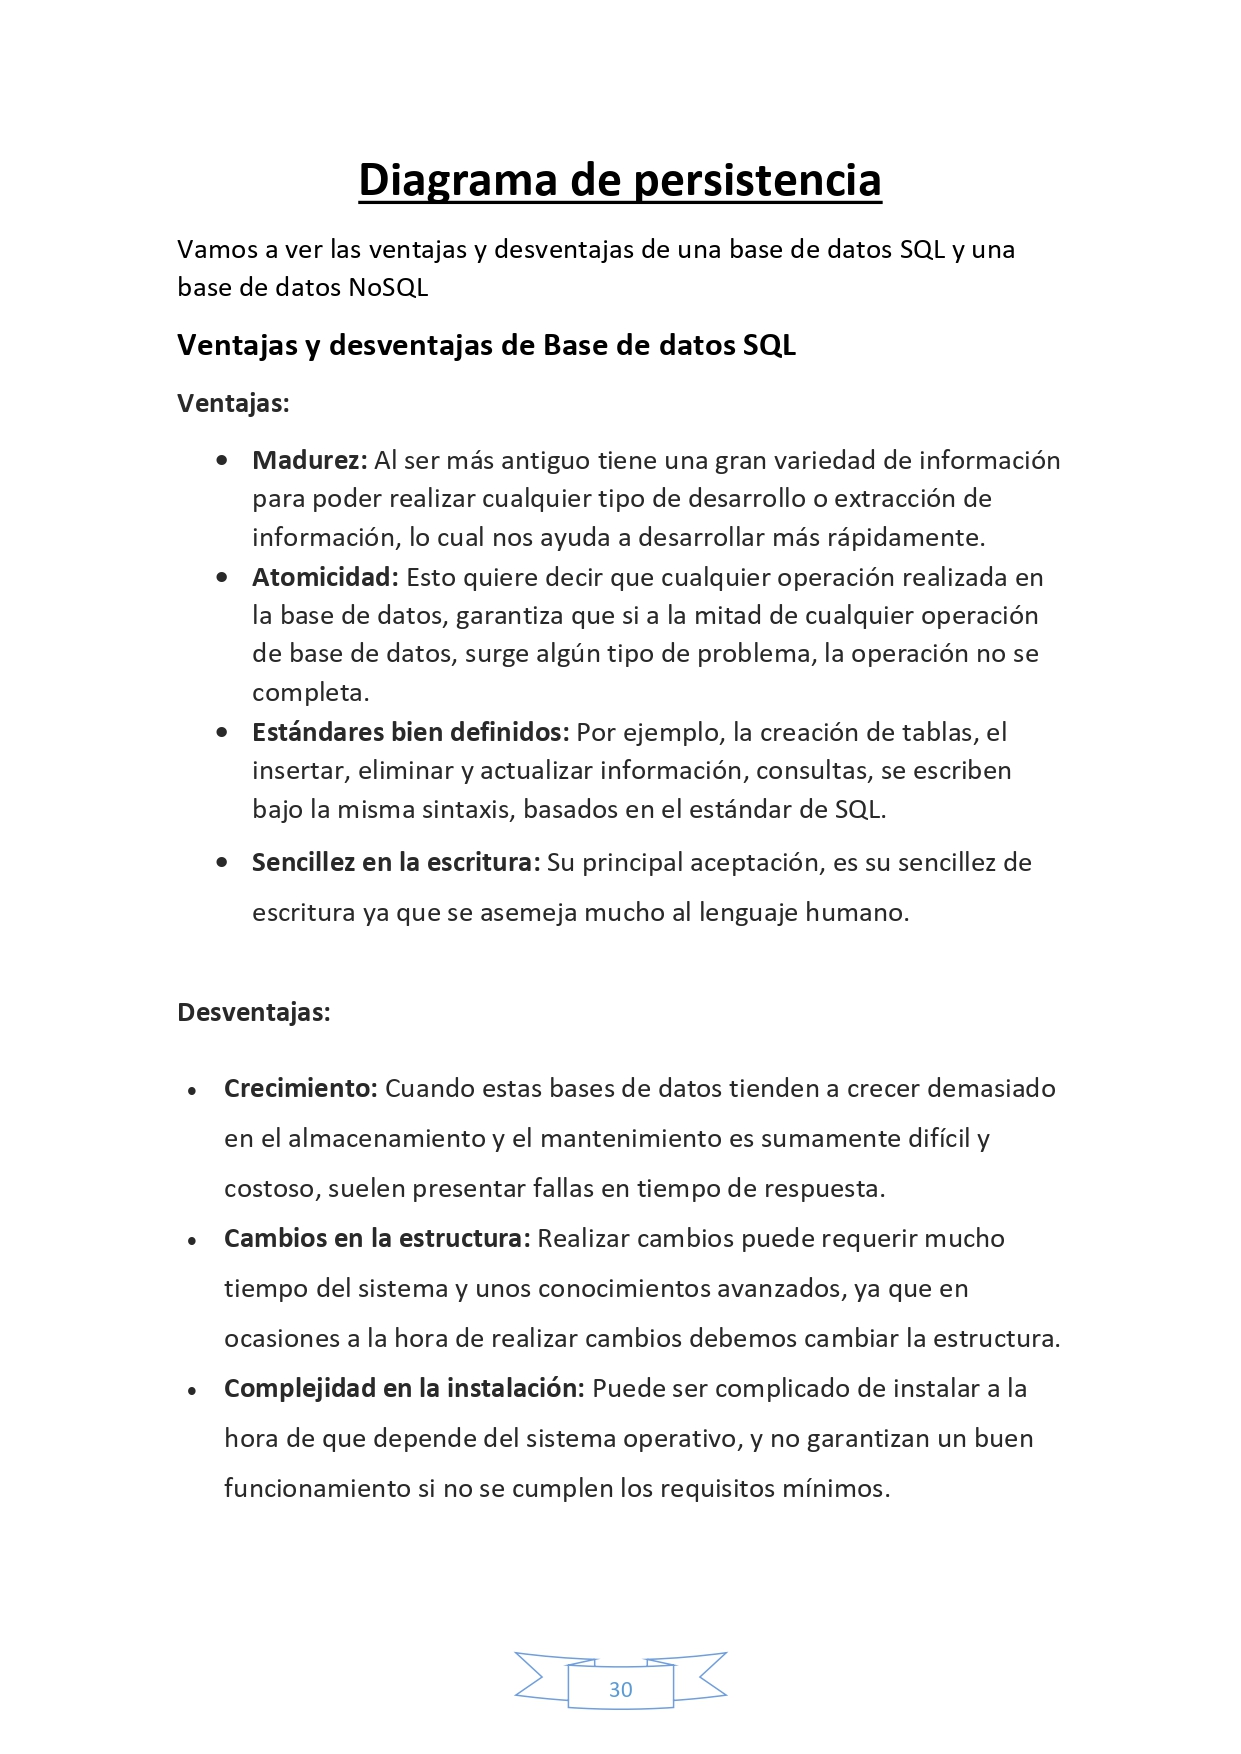 Diagrama de persistencia
Vamos a ver las ventajas y desventajas de una base de datos SQL y una
base de datos NoSQL
Ventajas y desventajas de Base de datos SQL
Ventajas:
• Madurez: Al ser más antiguo tiene una gran variedad de información
para poder realizar cualquier tipo de desarrollo o extracción de
información, lo cual nos ayuda a desarrollar más rápidamente.
• Atomicidad: Esto quiere decir que cualquier operación realizada en
la base de datos, garantiza que si a la mitad de cualquier operación
de base de datos, surge algún tipo de problema, la operación no se
completa.
• Estándares bien definidos: Por ejemplo, la creación de tablas, el
insertar, eliminar y actualizar información, consultas, se escriben
bajo la misma sintaxis, basados en el estándar de SQL.
• Sencillez en la escritura: Su principal aceptación, es su sencillez de
escritura ya que se asemeja mucho al lenguaje humano.
Desventajas:
• Crecimiento: Cuando estas bases de datos tienden a crecer demasiado
en el almacenamiento y el mantenimiento es sumamente difícil y
costoso, suelen presentar fallas en tiempo de respuesta.
• Cambios en la estructura: Realizar cambios puede requerir mucho
tiempo del sistema y unos conocimientos avanzados, ya que en
ocasiones a la hora de realizar cambios debemos cambiar la estructura.
• Complejidad en la instalación: Puede ser complicado de instalar a la
hora de que depende del sistema operativo, y no garantizan un buen
funcionamiento si no se cumplen los requisitos mínimos.
30